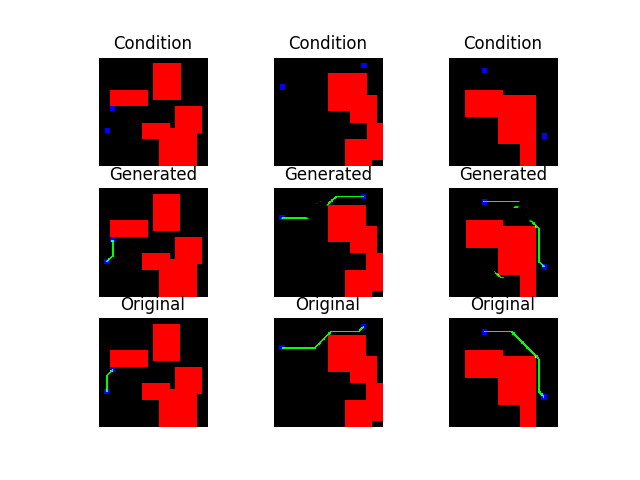 Condition Condition Condition
Generated Generated Generated
Original Original Original